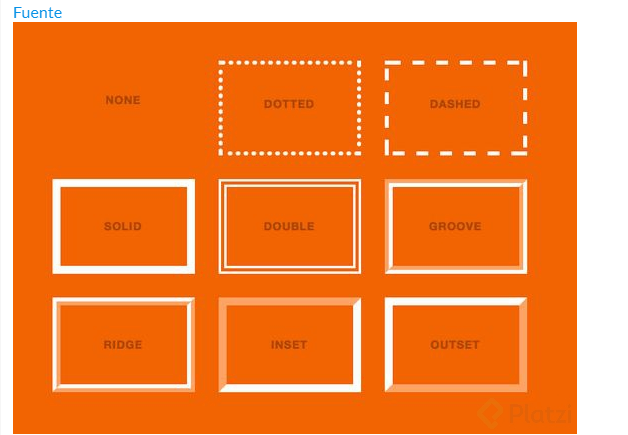 Fuente
NONE
DOTTED
DASHED
SOLID
DOUBLE
GROOVE
RIDGE
INSET
OUTSET
Platzi